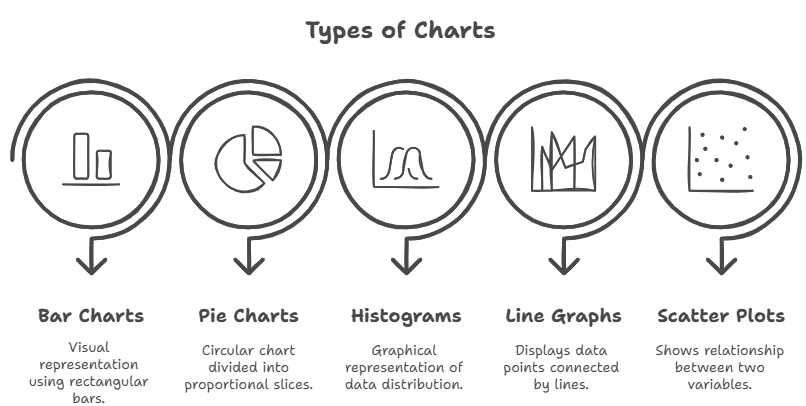 Types of Charts
Bar Charts
Visual
representation
using rectangular
bars.
Pie Charts
Circular chart
divided into
proportional slices.
Histograms
Graphical
representation of
data distribution.
Line Graphs
Displays data
points connected
by lines.
Scatter Plots
Shows relationship
between two
variables.